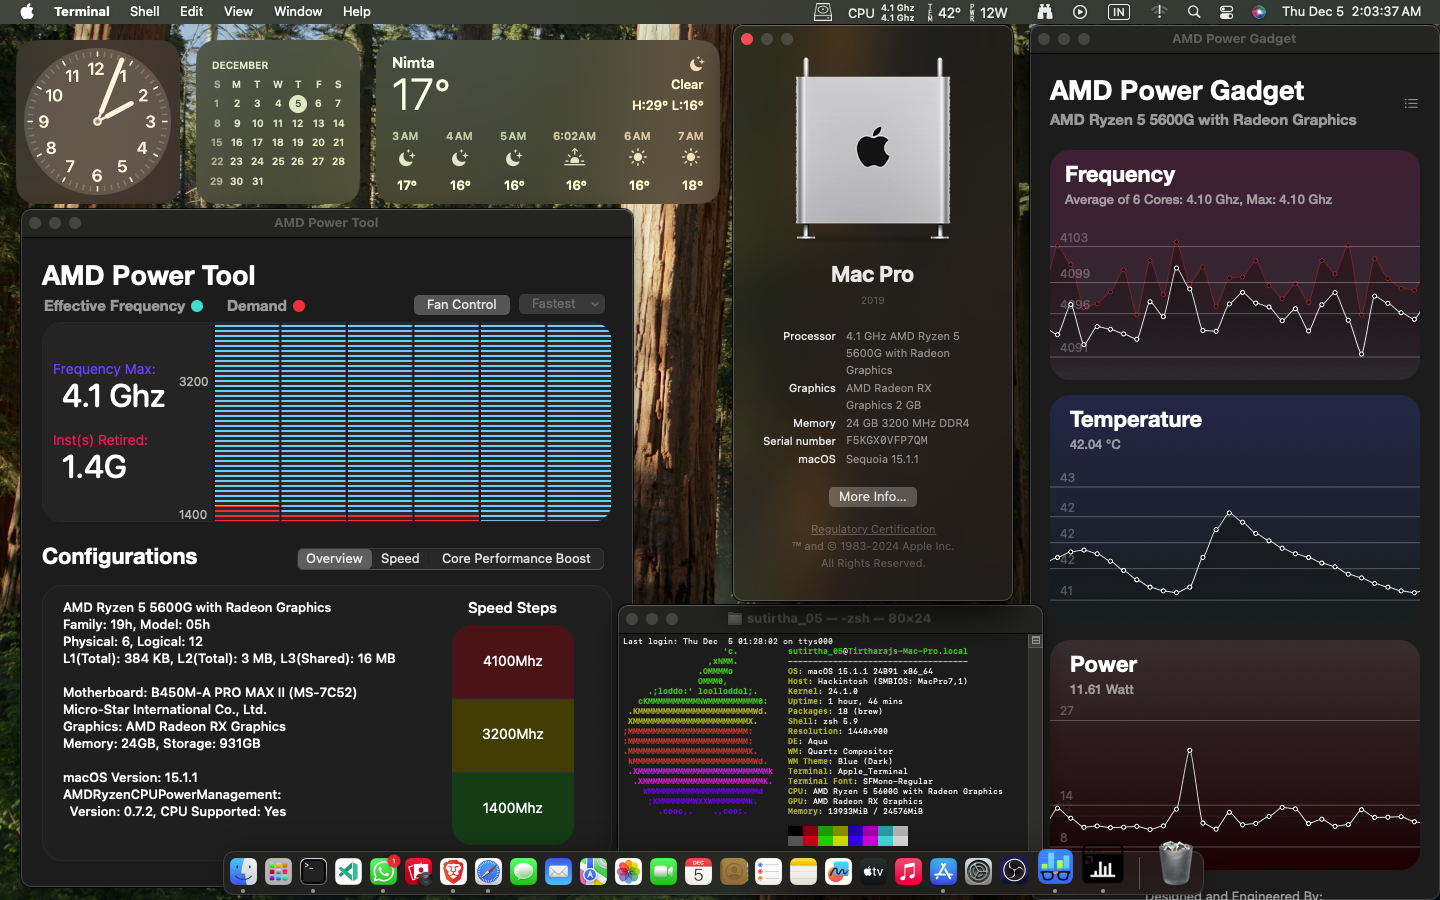 Terminal Shell Edit View Window Help
CPU 4.1 Ghz 4.1 Ghz 42° 12W IN Thu Dec 5 2:03:37 AM
12 1 2 3 4 5 6 7 8 9 10 11
DECEMBER
S M T W T F S
1 2 3 4 5 6 7
8 9 10 11 12 13 14
15 16 17 18 19 20 21
22 23 24 25 26 27 28
29 30 31
Nimta
17°
Clear
H:29° L:16°
3 AM 4 AM 5 AM 6:02AM 6 AM 7 AM
17° 16° 16° 16° 16° 18°
AMD Power Tool
AMD Power Tool
Effective Frequency Demand Fan Control Fastest
Frequency Max:
4.1 Ghz
3200
Inst(s) Retired:
1.4G
1400
Configurations Overview Speed Core Performance Boost
AMD Ryzen 5 5600G with Radeon Graphics
Family: 19h, Model: 05h
Physical: 6, Logical: 12
L1(Total): 384 KB, L2(Total): 3 MB, L3(Shared): 16 MB
Motherboard: B450M-A PRO MAX II (MS-7C52)
Micro-Star International Co., Ltd.
Graphics: AMD Radeon RX Graphics
Memory: 24GB, Storage: 931GB
macOS Version: 15.1.1
AMDRyzenCPUPowerManagement:
Version: 0.7.2, CPU Supported: Yes
Speed Steps
4100Mhz
3200Mhz
1400Mhz
Mac Pro
2019
Processor 4.1 GHz AMD Ryzen 5
5600G with Radeon
Graphics
Graphics AMD Radeon RX
Graphics 2 GB
Memory 24 GB 3200 MHz DDR4
Serial number F5KGX0VFP7QM
macOS Sequoia 15.1.1
More Info...
Regulatory Certification
™ and © 1983-2024 Apple Inc.
All Rights Reserved.
sutirtha_05 — -zsh — 80×24
Last login: Thu Dec  5 01:28:02 on ttys000
sutirtha_05@Tirtharajs-Mac-Pro.local
OS: macOS 15.1.1 24B91 x86_64
Host: Hackintosh (SMBIOS: MacPro7,1)
Kernel: 24.1.0
Uptime: 1 hour, 46 mins
Packages: 18 (brew)
Shell: zsh 5.9
Resolution: 1440x900
DE: Aqua
WM: Quartz Compositor
WM Theme: Blue (Dark)
Terminal: Apple_Terminal
Terminal Font: SFMono-Regular
CPU: AMD Ryzen 5 5600G with Radeon Graphics
GPU: AMD Radeon RX Graphics
Memory: 13933MiB / 24576MiB
AMD Power Gadget
AMD Power Gadget
AMD Ryzen 5 5600G with Radeon Graphics
Frequency
Average of 6 Cores: 4.10 Ghz, Max: 4.10 Ghz
4103
4099
4096
4091
Temperature
42.04 °C
43
42
42
42
41
Power
11.61 Watt
27
14
8
Designed and Engineered By:
1
DEC
5
tv